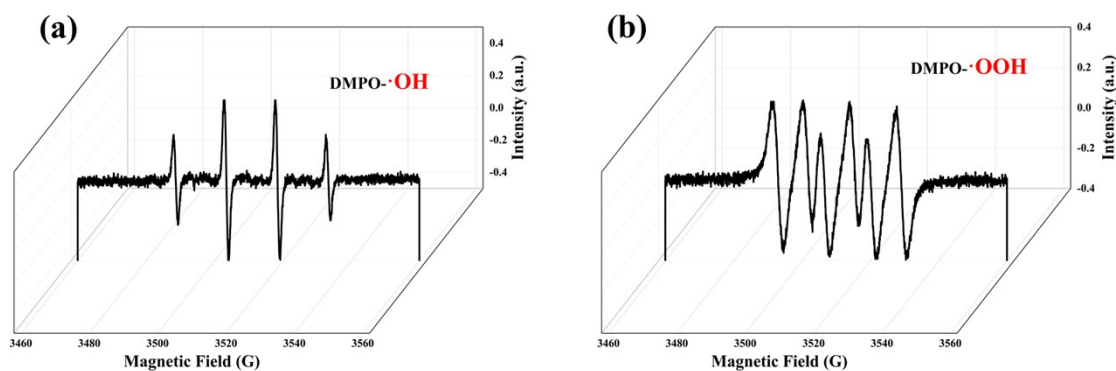 (a)
DMPO-·OH
0.4
0.2
0.0
-0.2
-0.4
Intensity (a.u.)
3460
3480
3500
3520
3540
3560
Magnetic Field (G)
(b)
DMPO-·OOH
0.4
0.2
0.0
-0.2
-0.4
Intensity (a.u.)
3460
3480
3500
3520
3540
3560
Magnetic Field (G)